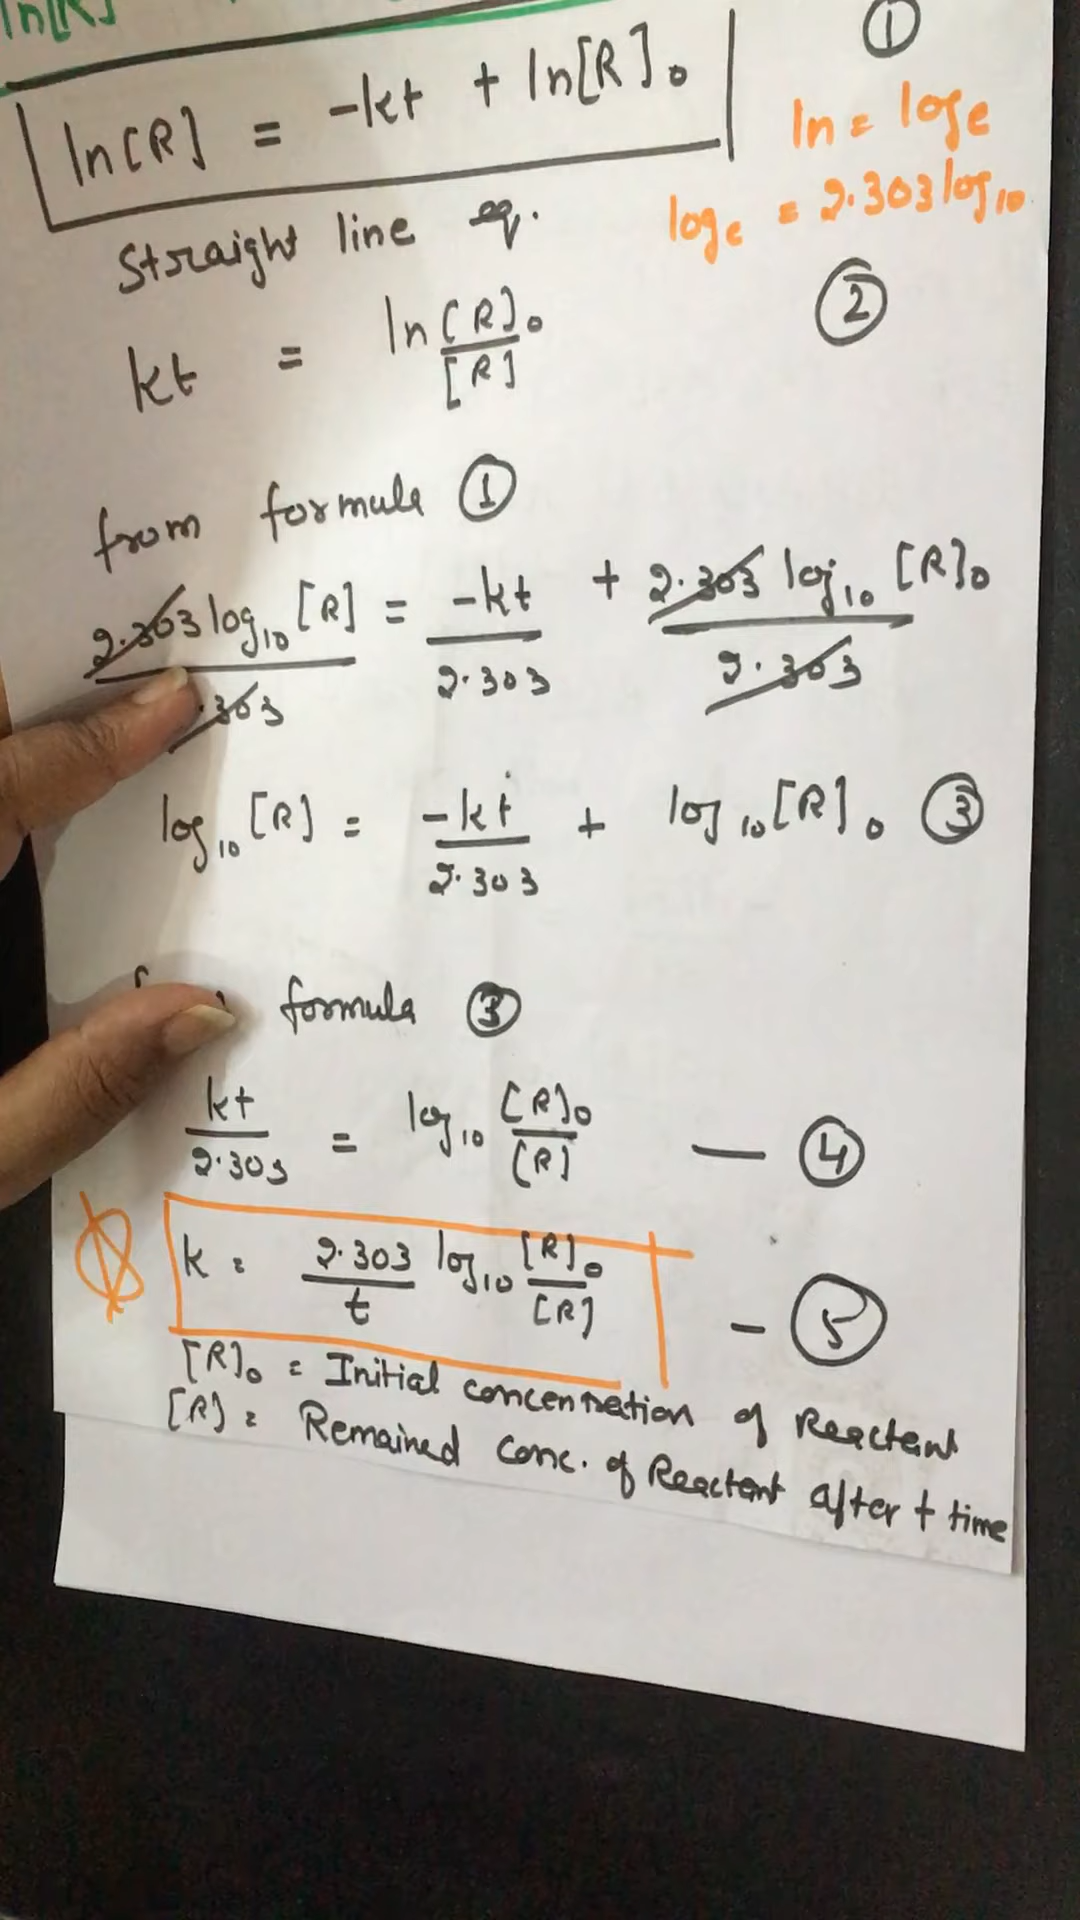 ln[R]
ln[R] = -kt + ln[R]₀ ①
ln = logₑ
logₑ = 2.303 log₁₀
Straight line eq.
kt = ln [R]₀/[R] ②
from formula ①
2.303 log₁₀ [R] / .303 = -kt / 2.303 + 2.303 log₁₀ [R]₀ / 2.303
log₁₀ [R] = -kt / 2.303 + log₁₀ [R]₀ ③
formula ③
kt / 2.303 = log₁₀ [R]₀/[R] — ④
k = 2.303 / t log₁₀ [R]₀/[R] - ⑤
[R]₀ = Initial concentration of Reactant
[R] = Remained conc. of Reactant after t time